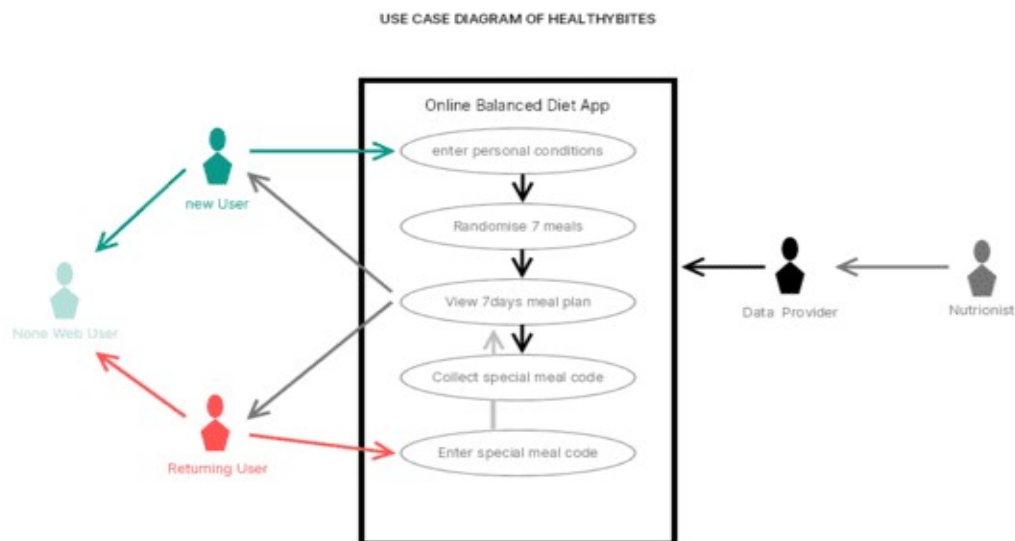 USE CASE DIAGRAM OF HEALTHYBITES
Online Balanced Diet App
enter personal conditions
new User
Randomise 7 meals
None Web User
View 7days meal plan
Data Provider
Nutrionist
Collect special meal code
Returning User
Enter special meal code